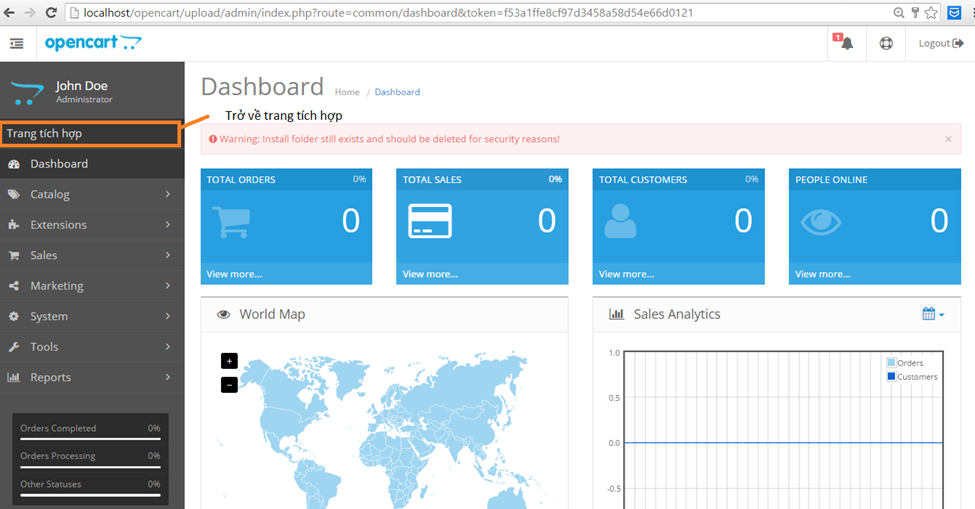 localhost/opencart/upload/admin/index.php?route=common/dashboard&token=f53a1ffe8cf97d3458a58d54e66d0121
opencart
1
Logout
John Doe
Administrator
Trang tích hợp
Dashboard
Catalog
Extensions
Sales
Marketing
System
Tools
Reports
Orders Completed 0%
Orders Processing 0%
Other Statuses 0%
Dashboard Home / Dashboard
Trở về trang tích hợp
Warning: Install folder still exists and should be deleted for security reasons! ×
TOTAL ORDERS 0%
0
View more...
TOTAL SALES 0%
0
View more...
TOTAL CUSTOMERS 0%
0
View more...
PEOPLE ONLINE
0
View more...
World Map
+
−
Sales Analytics
1.0
0.5
0.0
-0.5
Orders
Customers